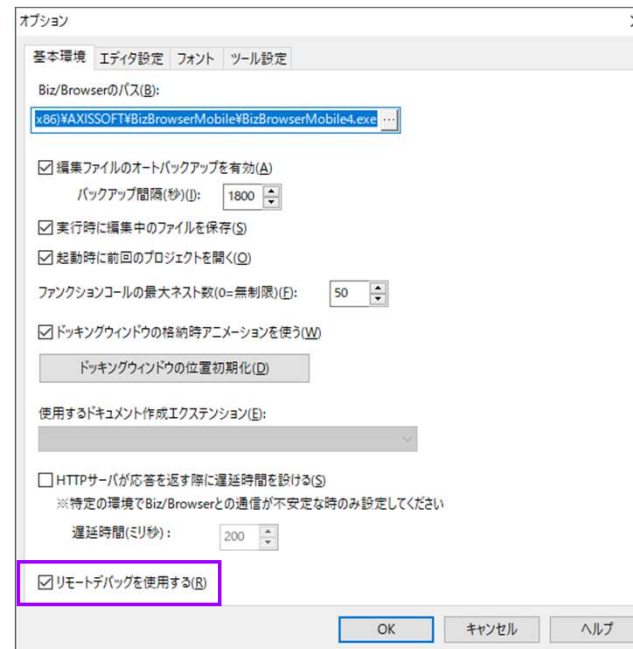 オプション
基本環境 エディタ設定 フォント ツール設定
Biz/Browserのパス(B):
x86)¥AXISSOFT¥BizBrowserMobile¥BizBrowserMobile4.exe ...
編集ファイルのオートバックアップを有効(A)
バックアップ間隔(秒)(I): 1800
実行時に編集中のファイルを保存(S)
起動時に前回のプロジェクトを開く(O)
ファンクションコールの最大ネスト数(0=無制限)(F): 50
ドッキングウィンドウの格納時アニメーションを使う(W)
ドッキングウィンドウの位置初期化(D)
使用するドキュメント作成エクステンション(E):
HTTPサーバが応答を返す際に遅延時間を設ける(S)
※特定の環境でBiz/Browserとの通信が不安定な時のみ設定してください
遅延時間(ミリ秒): 200
リモートデバッグを使用する(R)
OK キャンセル ヘルプ